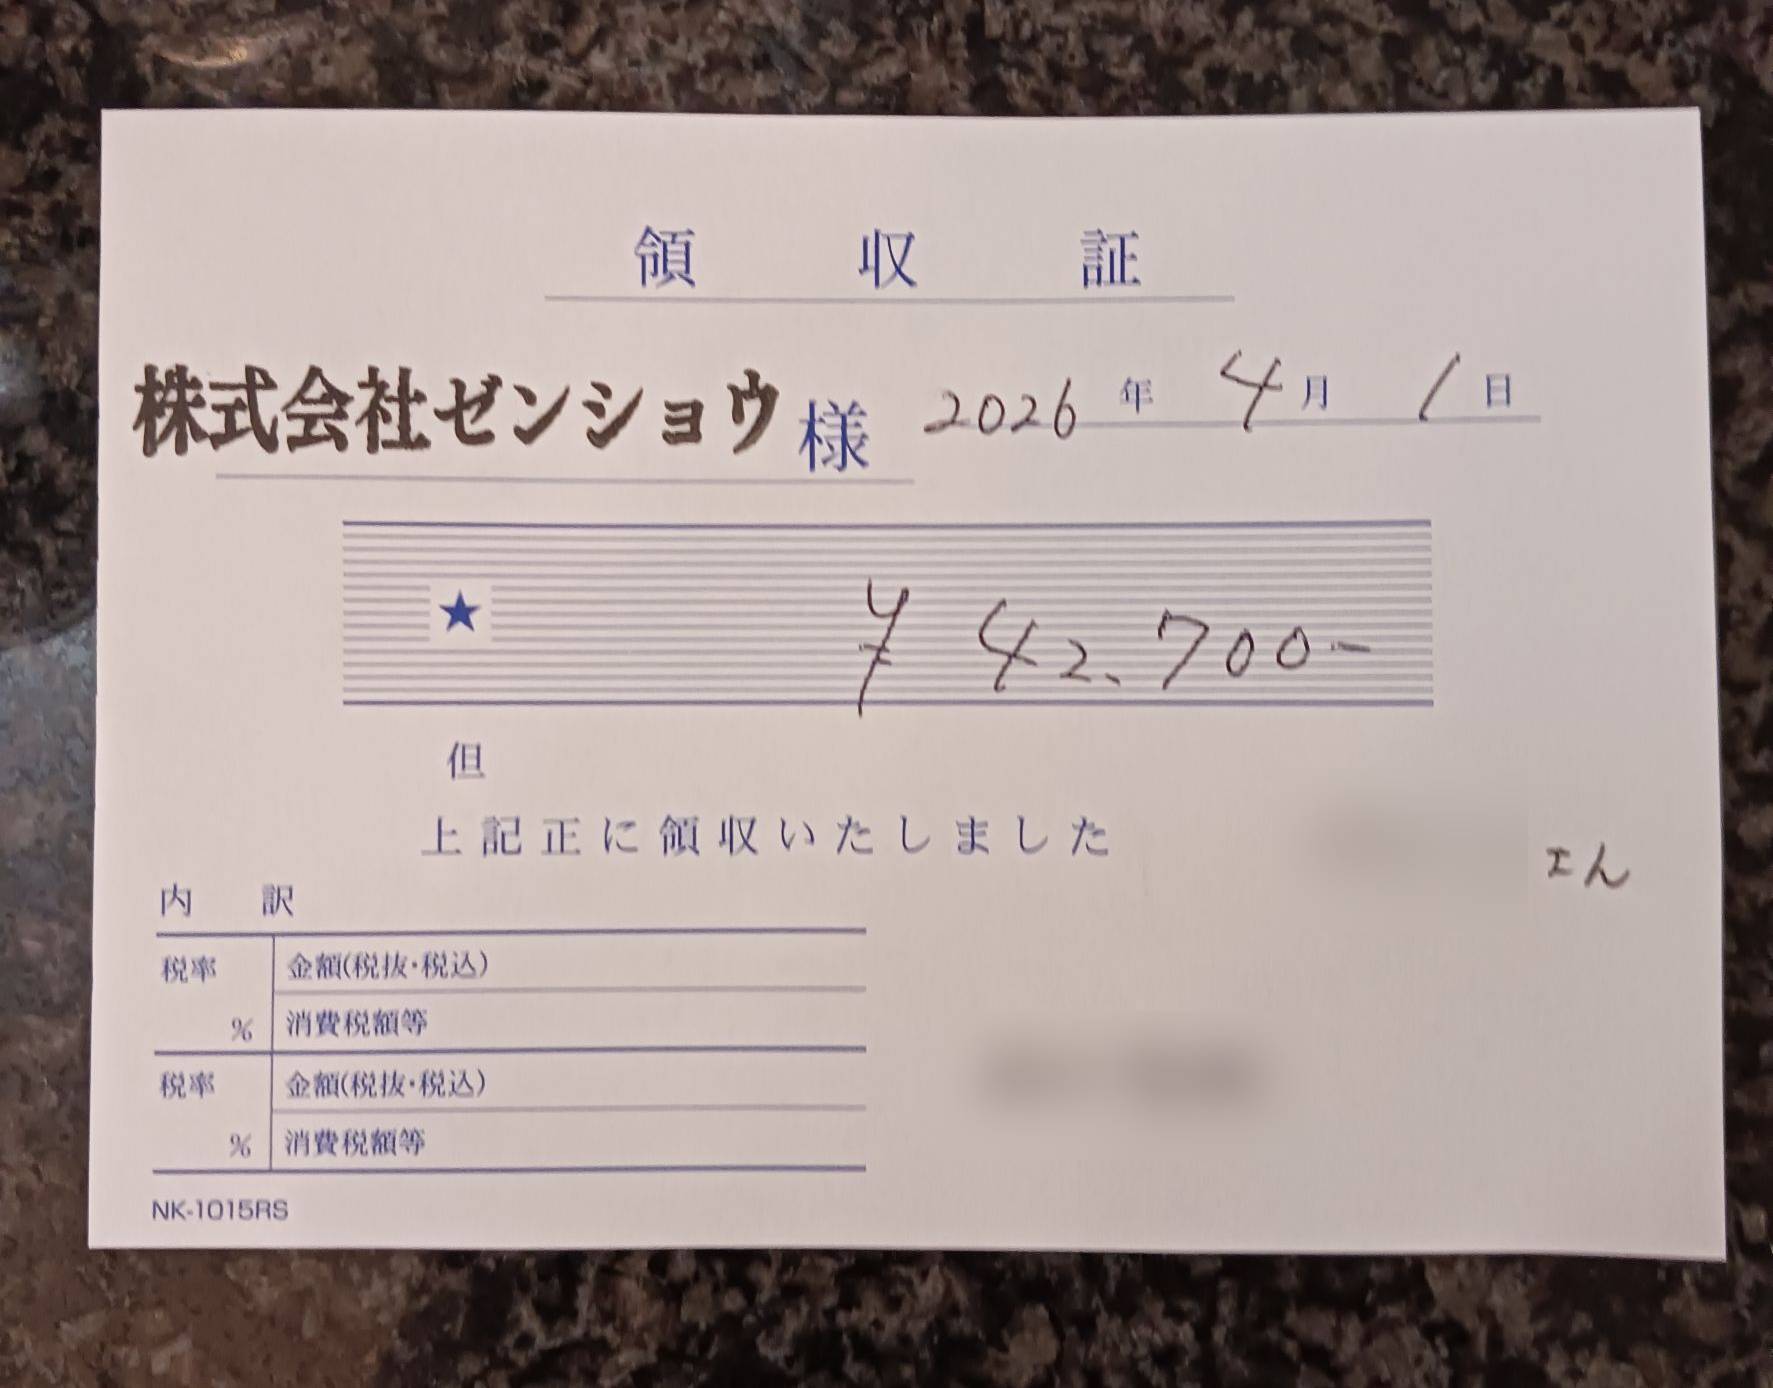 領収証
株式会社ゼンショウ様 2026年4月1日
★ ¥42,700-
但
上記正に領収いたしました
エん
内訳
税率 % 金額(税抜・税込)
消費税額等
税率 % 金額(税抜・税込)
消費税額等
NK-1015RS